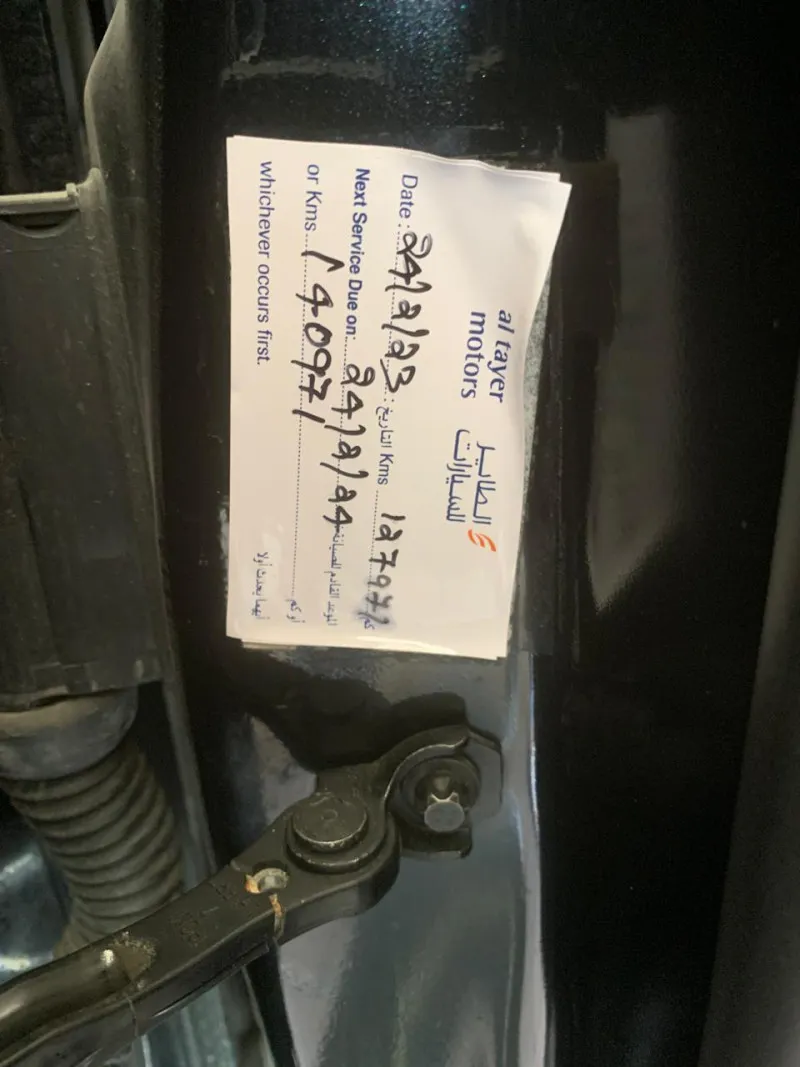 al tayer الطاير
motors للسيارات
Date: 24/2/23 : التاريخ Kms 127971 كم
Next Service Due on: 24/2/24 الموعد القادم للصيانة
or Kms 140971 أو كم
whichever occurs first. أيهما يحدث أولا